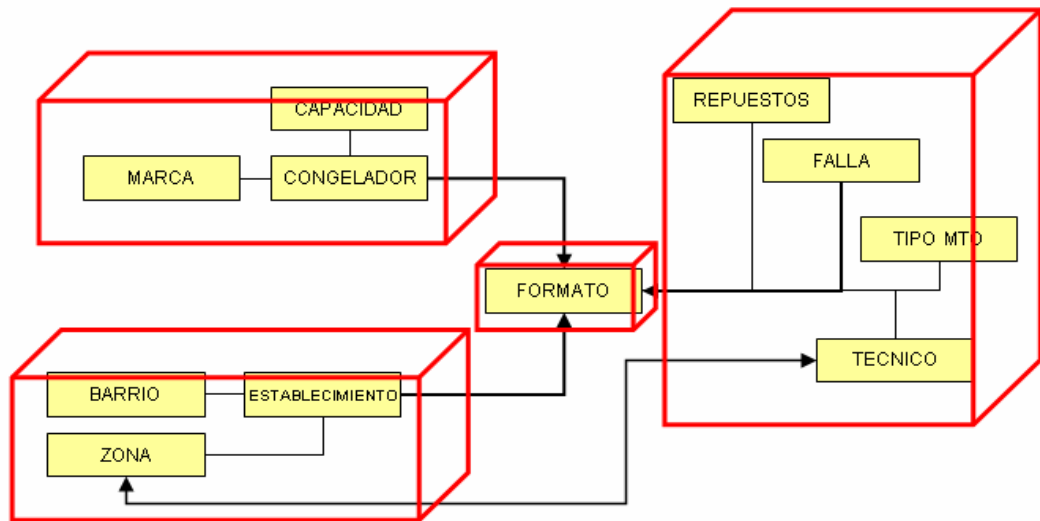 CAPACIDAD
MARCA
CONGELADOR
REPUESTOS
FALLA
TIPO MTO
FORMATO
TECNICO
BARRIO
ESTABLECIMIENTO
ZONA